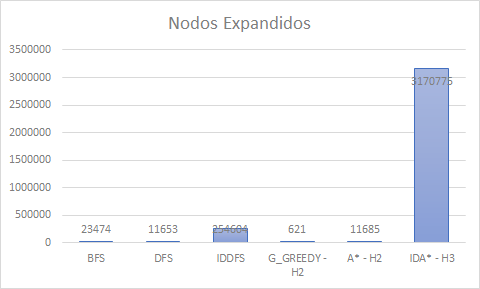 Nodos Expandidos
3500000
3000000
2500000
2000000
1500000
1000000
500000
0
23474
11653
254604
621
11685
3170775
BFS
DFS
IDDFS
G_GREEDY - H2
A* - H2
IDA* - H3